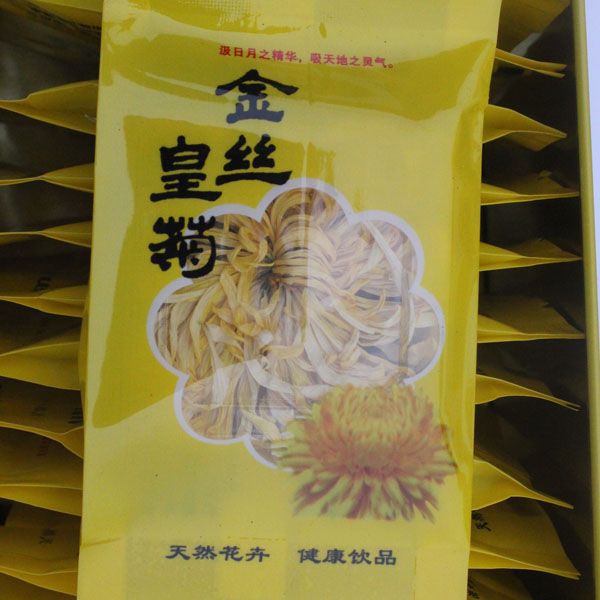 汲日月之精华，吸天地之灵气。
金丝
皇菊
天然花卉 健康饮品